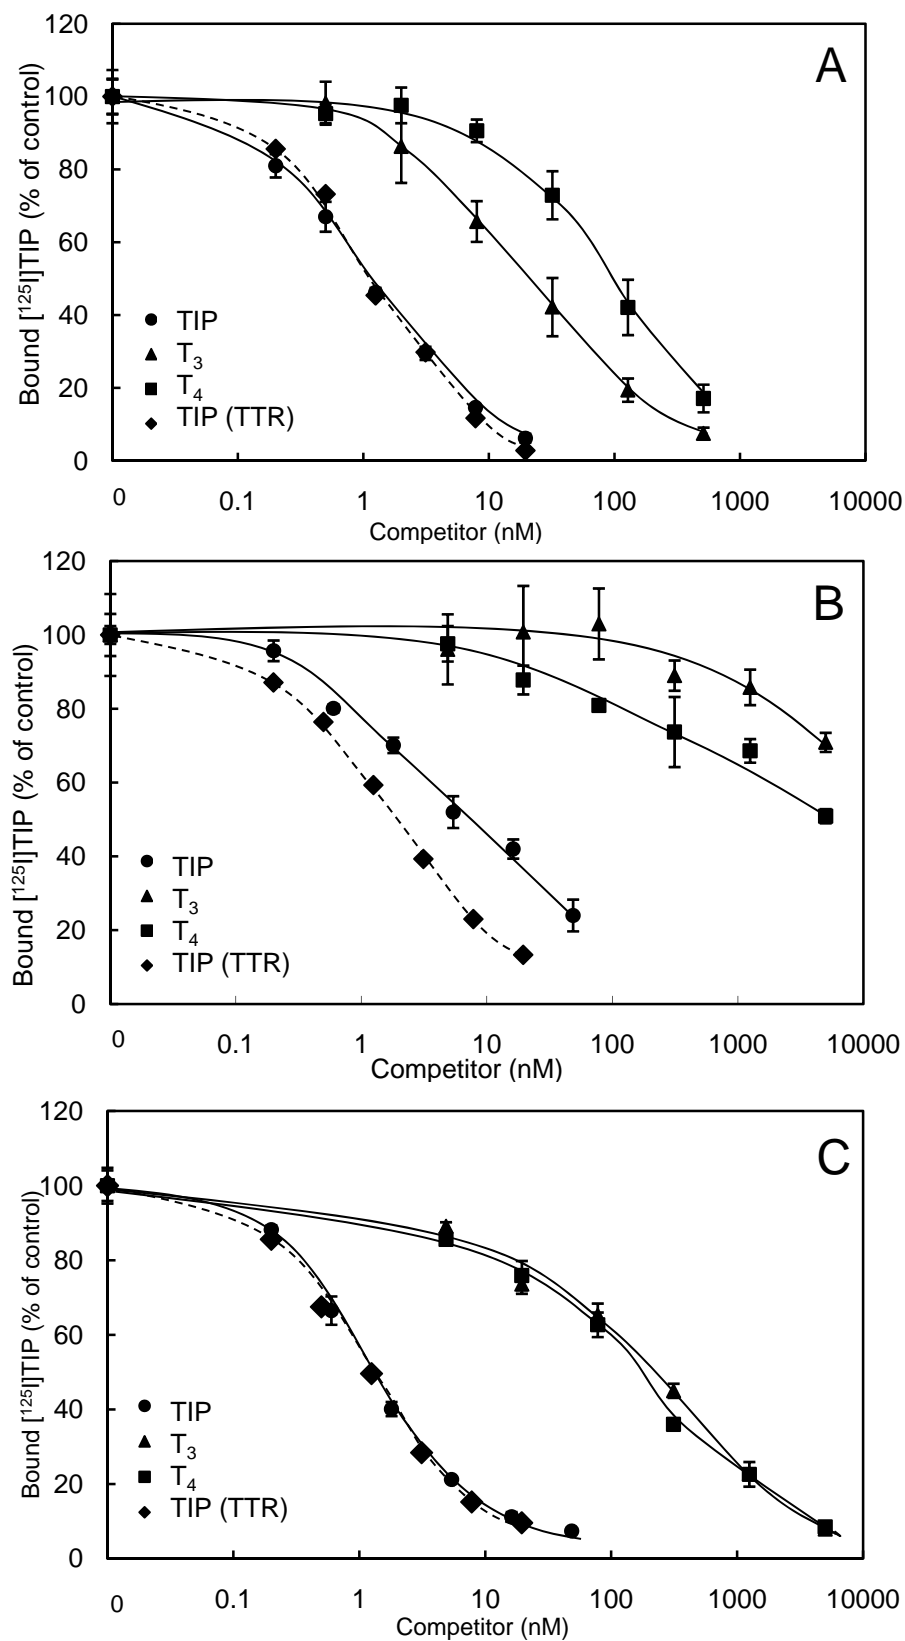 120
100
80
60
40
20
0
Bound [¹²⁵I]TIP (% of control)
A
TIP
T₃
T₄
TIP (TTR)
0 0.1 1 10 100 1000 10000
Competitor (nM)
120
100
80
60
40
20
0
Bound [¹²⁵I]TIP (% of control)
B
TIP
T₃
T₄
TIP (TTR)
0 0.1 1 10 100 1000 10000
Competitor (nM)
120
100
80
60
40
20
0
Bound [¹²⁵I]TIP (% of control)
C
TIP
T₃
T₄
TIP (TTR)
0 0.1 1 10 100 1000 10000
Competitor (nM)